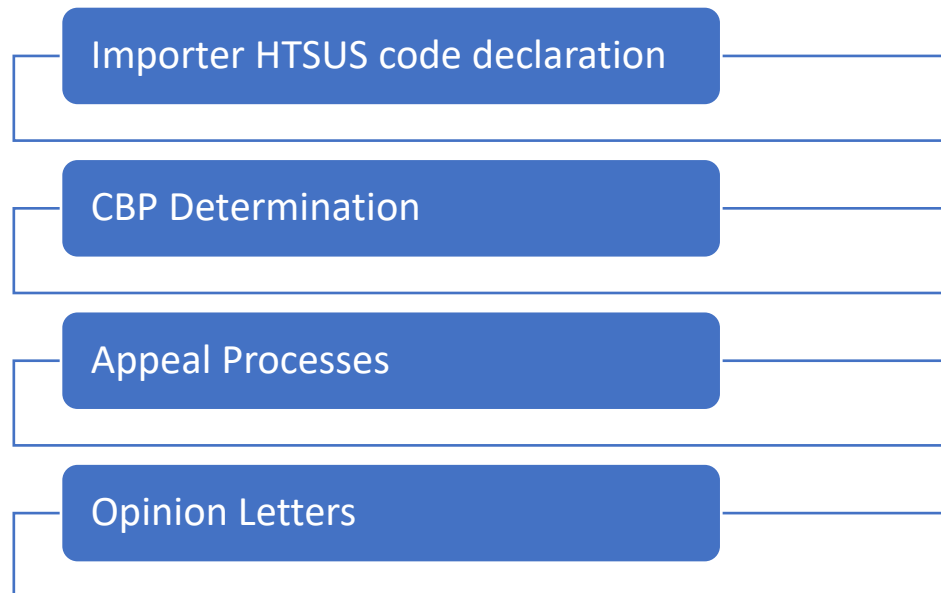 Importer HTSUS code declaration
CBP Determination
Appeal Processes
Opinion Letters